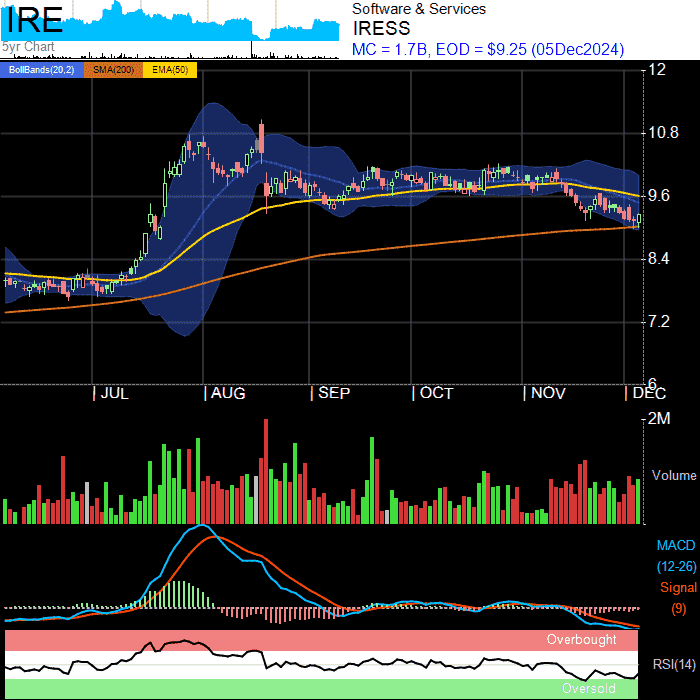 IRE
5yr Chart
Software & Services
IRESS
MC = 1.7B, EOD = $9.25 (05Dec2024)
BollBands(20,2) SMA(200) EMA(50)
12
10.8
9.6
8.4
7.2
6
| JUL | AUG | SEP | OCT | NOV | DEC
2M
Volume
MACD
(12-26)
Signal
(9)
Overbought
RSI(14)
Oversold